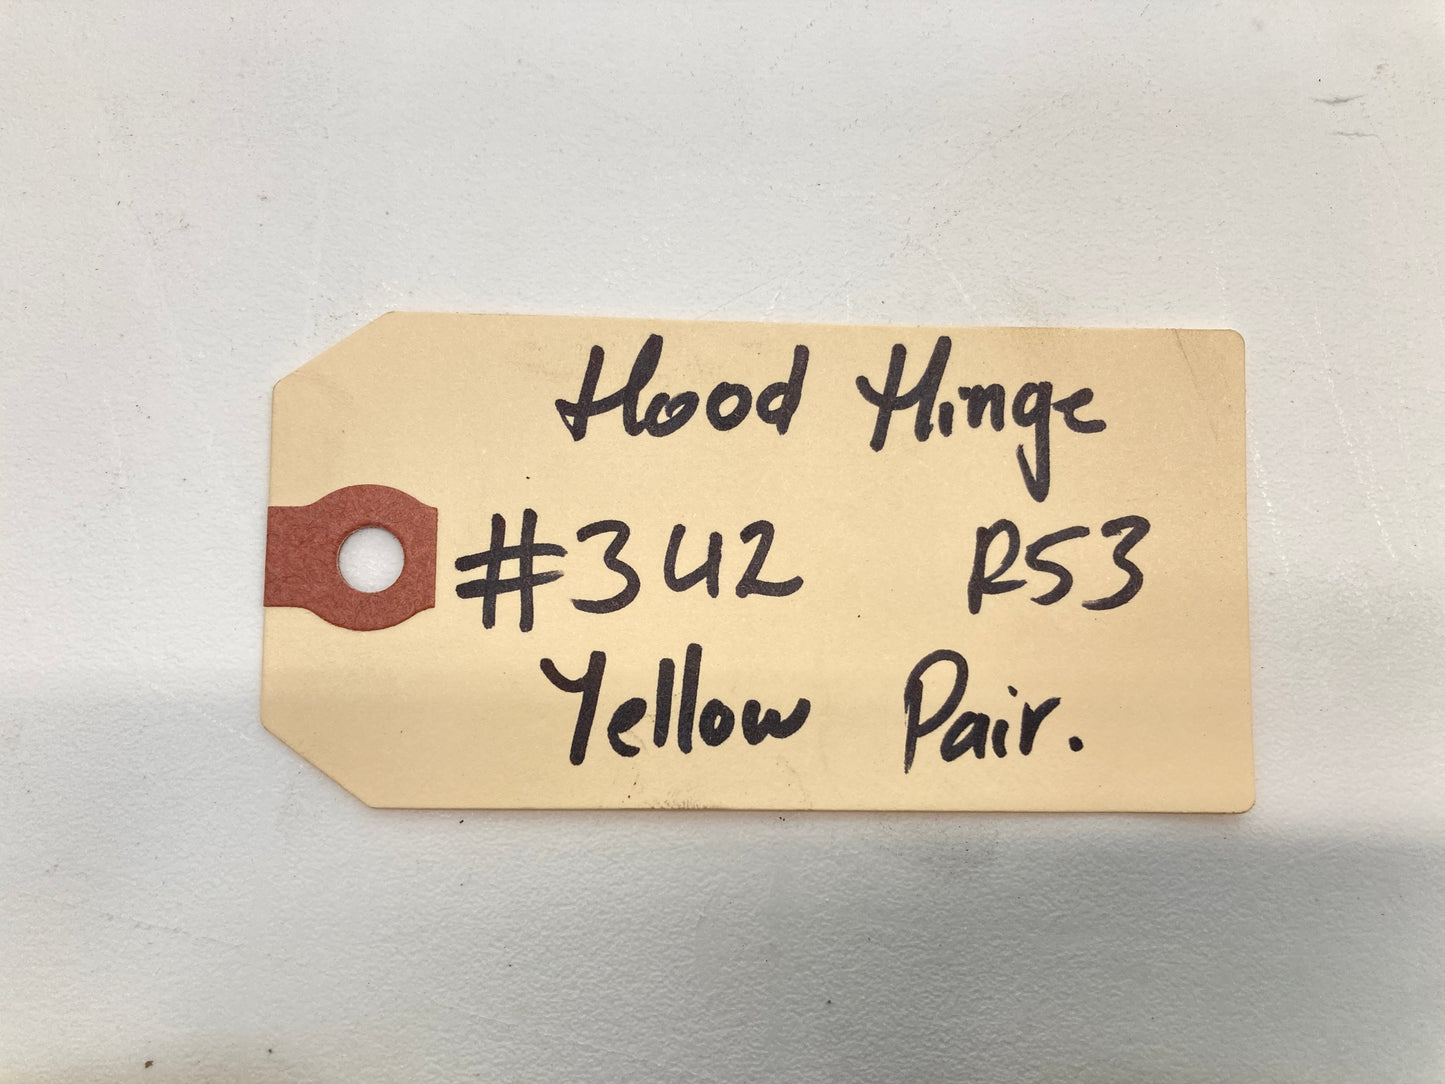 Hood Hinge
#342 R53
Yellow Pair.